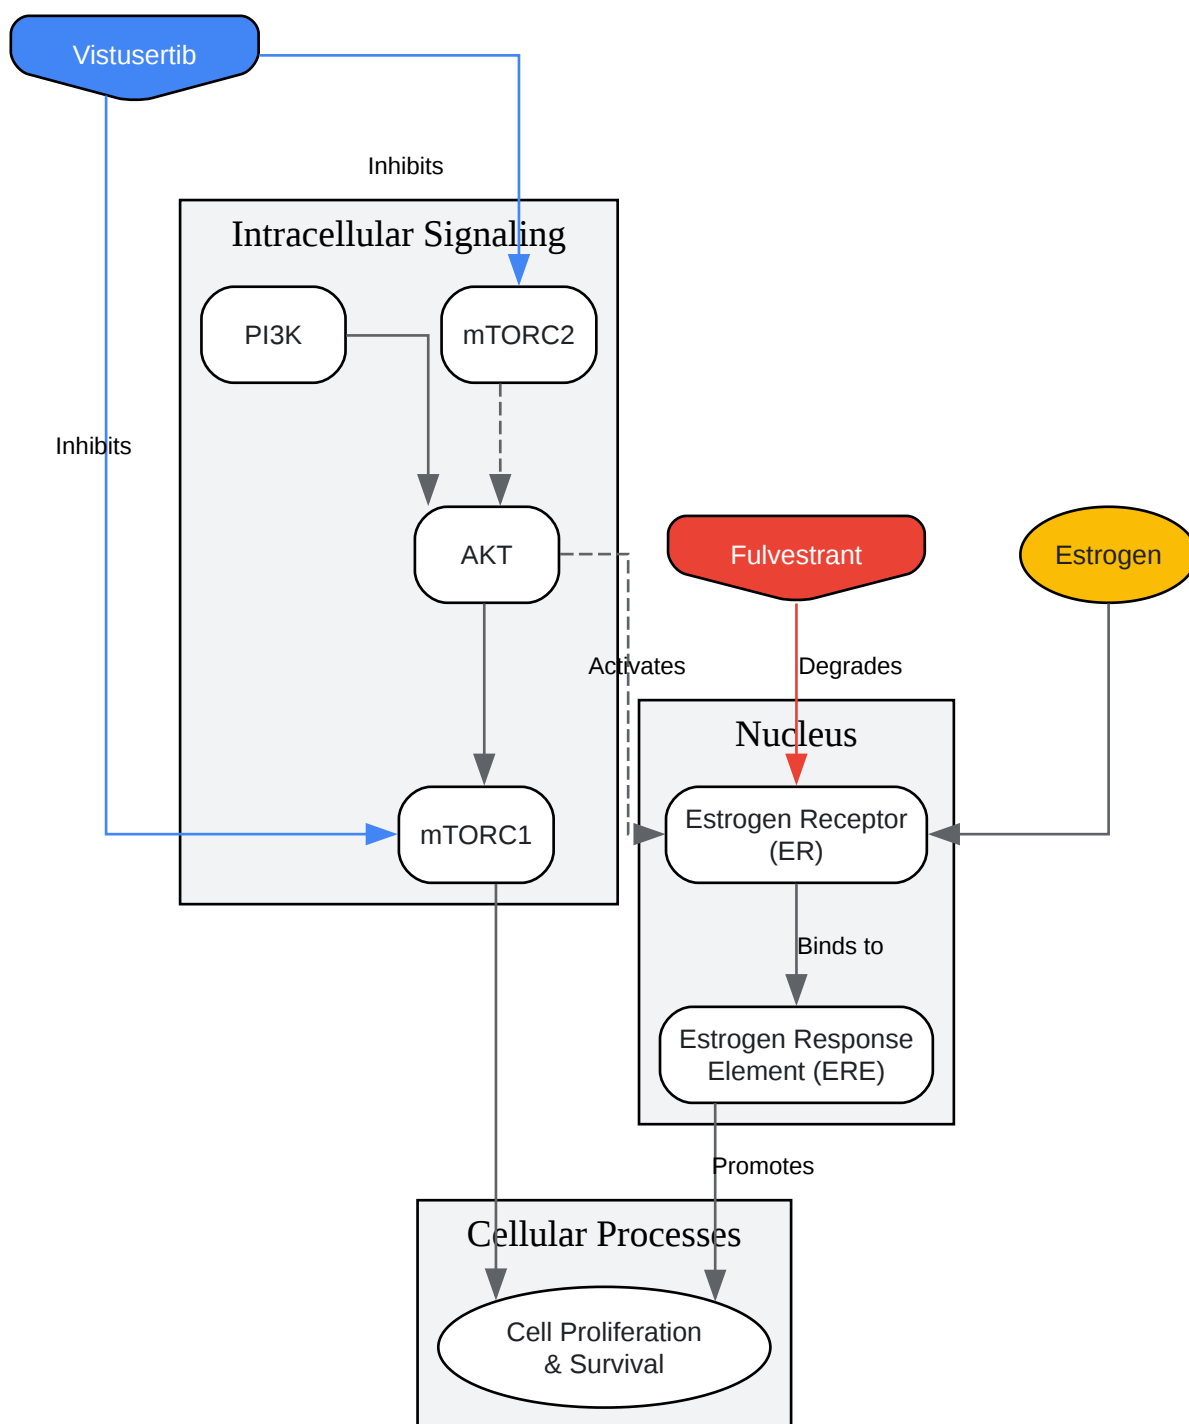 Vistusertib
Inhibits
Intracellular Signaling
PI3K
mTORC2
Inhibits
AKT
Fulvestrant
Estrogen
Activates
Degrades
Nucleus
mTORC1
Estrogen Receptor
(ER)
Binds to
Estrogen Response
Element (ERE)
Promotes
Cellular Processes
Cell Proliferation
& Survival